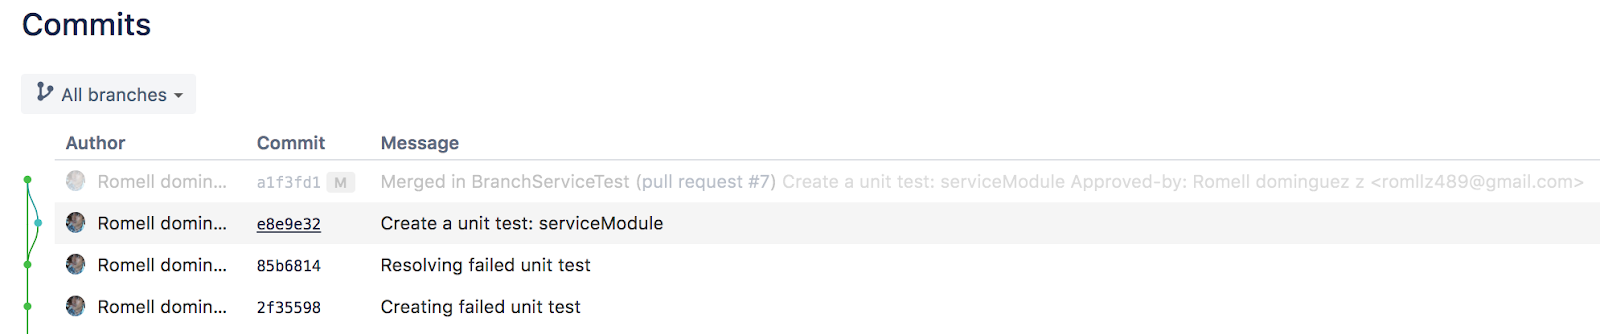 Commits
All branches
Author Commit Message
Romell domin... a1f3fd1 M Merged in BranchServiceTest (pull request #7) Create a unit test: serviceModule Approved-by: Romell dominguez z <romllz489@gmail.com>
Romell domin... e8e9e32 Create a unit test: serviceModule
Romell domin... 85b6814 Resolving failed unit test
Romell domin... 2f35598 Creating failed unit test